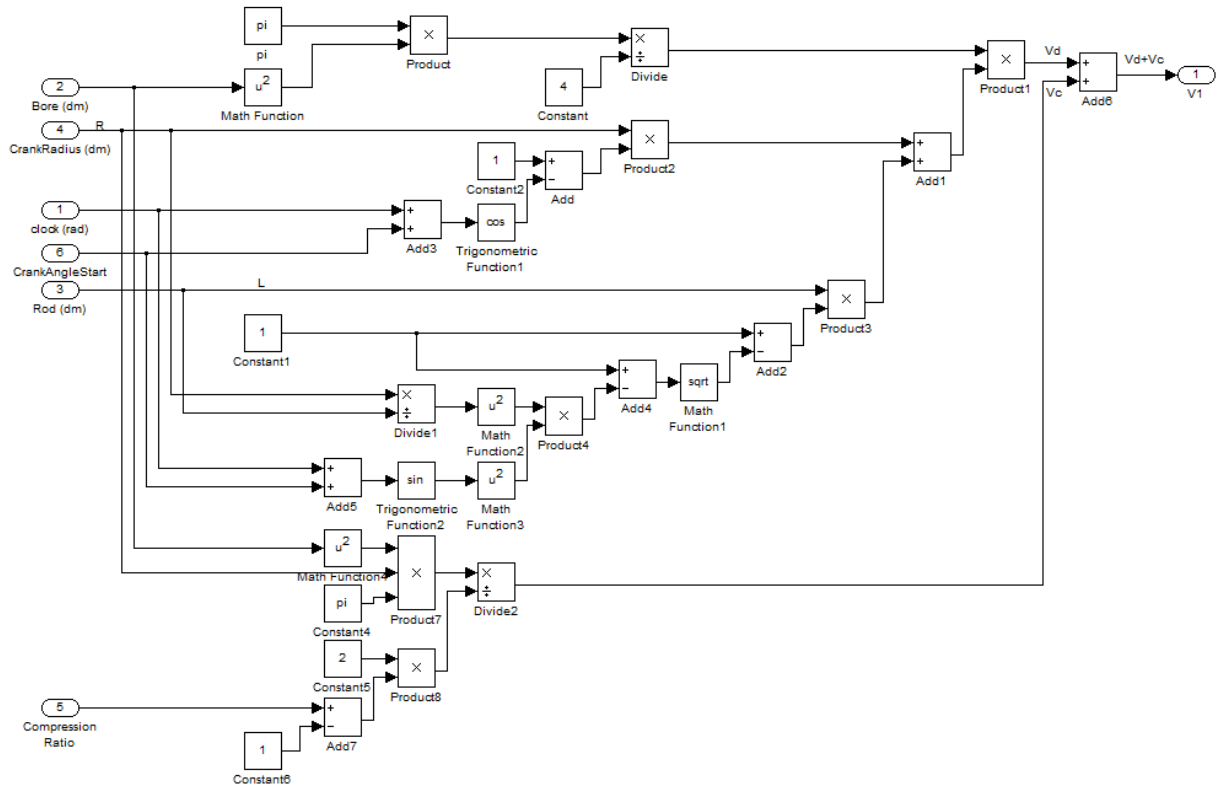 pi
pi
×
Product
×
÷
Divide
×
Product1
Vd
+
+
Add6
Vd+Vc
1
V1
2
Bore (dm)
u²
Math Function
4
Constant
Vc
4
CrankRadius (dm)
R
1
Constant2
+
−
Add
×
Product2
+
+
Add1
1
clock (rad)
+
+
Add3
cos
Trigonometric
Function1
6
CrankAngleStart
3
Rod (dm)
L
×
Product3
1
Constant1
+
−
Add2
+
−
Add4
sqrt
Math
Function1
×
÷
Divide1
u²
Math
Function2
×
Product4
+
+
Add5
sin
Trigonometric
Function2
u²
Math
Function3
u²
Math Function4
×
Product7
×
÷
Divide2
pi
Constant4
2
Constant5
×
Product8
5
Compression
Ratio
+
−
Add7
1
Constant6